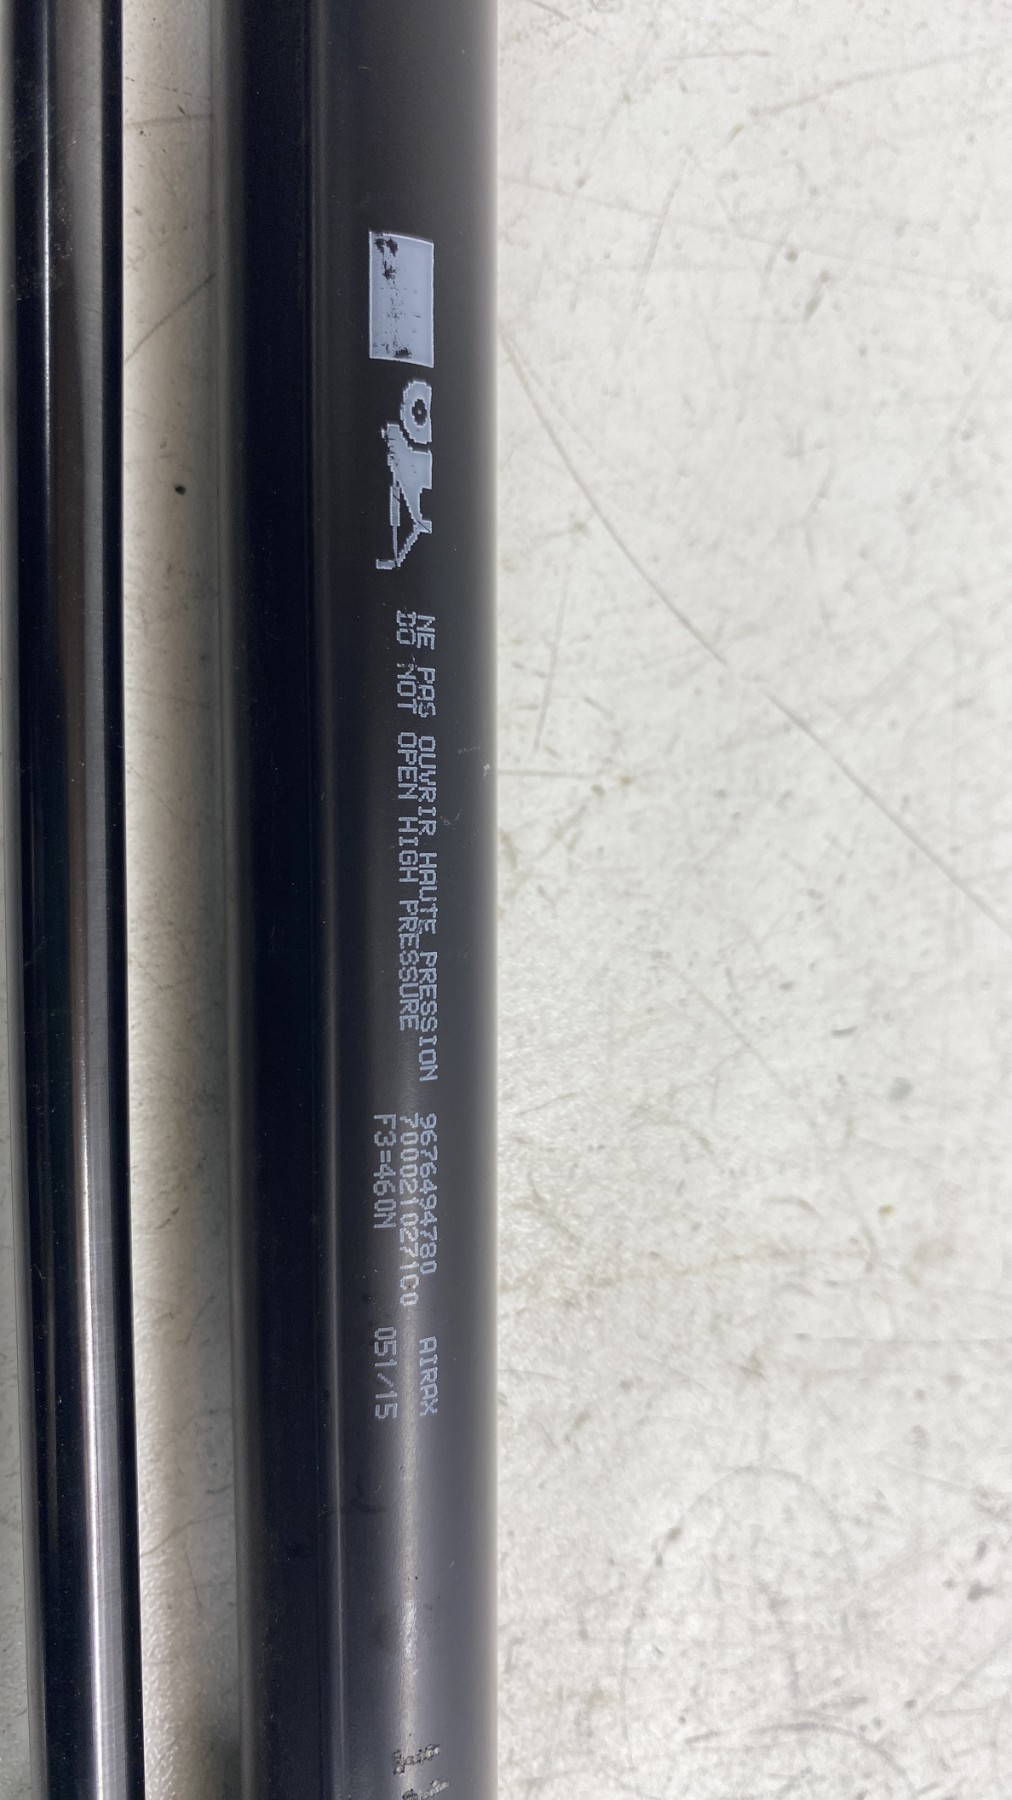 NE PAS OUVRIR HAUTE PRESSION 9676494780 AIRAX
DO NOT OPEN HIGH PRESSURE 7000210271C0
F3=460N 051/15